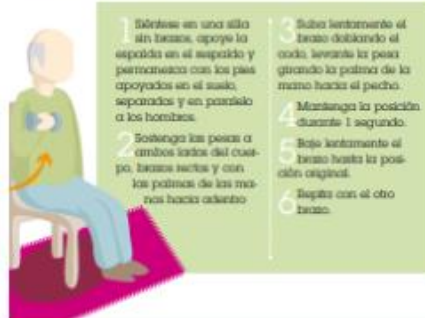 1 Siéntese en una silla
sin brazos, apoye la
espalda en el respaldo y
permanezca con los pies
apoyados en el suelo,
separados y en paralelo
a los hombros.
2 Sostenga las pesas a
ambos lados del cuer-
po, brazos rectos y con
las palmas de las ma-
nos hacia adentro
3 Suba lentamente el
brazo doblando el
codo, levante la pesa
girando la palma de la
mano hacia el pecho.
4 Mantenga la posición
durante 1 segundo.
5 Baje lentamente el
brazo hasta la posi-
ción original.
6 Repita con el otro
brazo.